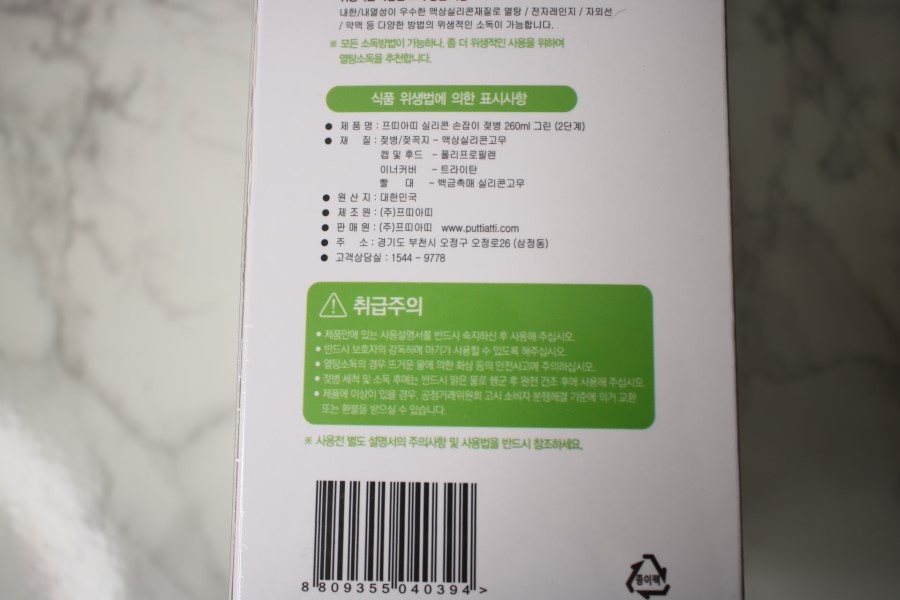 내한/내열성이 우수한 액상실리콘재질로 열탕 / 전자레인지 / 자외선
/ 약액 등 다양한 방법의 위생적인 소독이 가능합니다.
※ 모든 소독방법이 가능하나, 좀 더 위생적인 사용을 위하여
열탕소독을 추천합니다.
식품 위생법에 의한 표시사항
● 제 품 명 : 프띠아띠 실리콘 손잡이 젖병 260ml 그린 (2단계)
● 재 질 : 젖병/젖꼭지 - 액상실리콘고무
캡 및 후드 - 폴리프로필렌
이너커버 - 트라이탄
빨 대 - 백금촉매 실리콘고무
● 원 산 지 : 대한민국
● 제 조 원 : (주)프띠아띠
● 판 매 원 : (주)프띠아띠 www.puttiatti.com
● 주 소 : 경기도 부천시 오정구 오정로26 (삼정동)
● 고객상담실 : 1544 - 9778
취급주의
● 제품안에 있는 사용설명서를 반드시 숙지하신 후 사용해 주십시오.
● 반드시 보호자의 감독하에 아기가 사용할 수 있도록 해주십시오.
● 열탕소독의 경우 뜨거운 물에 의한 화상 등의 안전사고에 주의하십시오.
● 젖병 세척 및 소독 후에는 반드시 맑은 물로 헹군 후 완전 건조 후에 사용해 주십시오.
● 제품에 이상이 있을 경우, 공정거래위원회 고시 소비자 분쟁해결 기준에 의거 교환
또는 환불을 받으실 수 있습니다.
※ 사용전 별도 설명서의 주의사항 및 사용법을 반드시 참조하세요.
8 809355 040394 >
종이팩